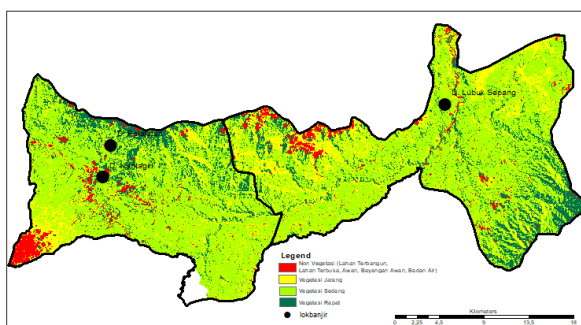 Lubuk Sepang
Legend
Non Vegetasi (Lahan Terbangun,
Lahan Terbuka, Awan, Bayangan Awan, Badan Air)
Vegetasi Jarang
Vegetasi Sedang
Vegetasi Rapat
lokbanjir
Kilometers
0 2,25 4,5 9 13,5 18